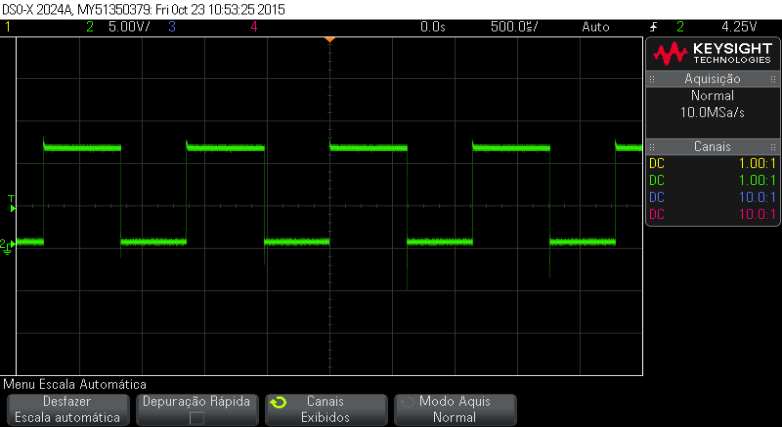 DSO-X 2024A, MY51350379: Fri Oct 23 10:53:25 2015
1 2 5.00V/ 3 4 0.0s 500.0ꟸ/ Auto 2 4.25V
KEYSIGHT
TECHNOLOGIES
Aquisição
Normal
10.0MSa/s
Canais
DC 1.00:1
DC 1.00:1
DC 10.0:1
DC 10.0:1
T
2
Menu Escala Automática
Desfazer
Escala automática
Depuração Rápida
Canais
Exibidos
Modo Aquis
Normal